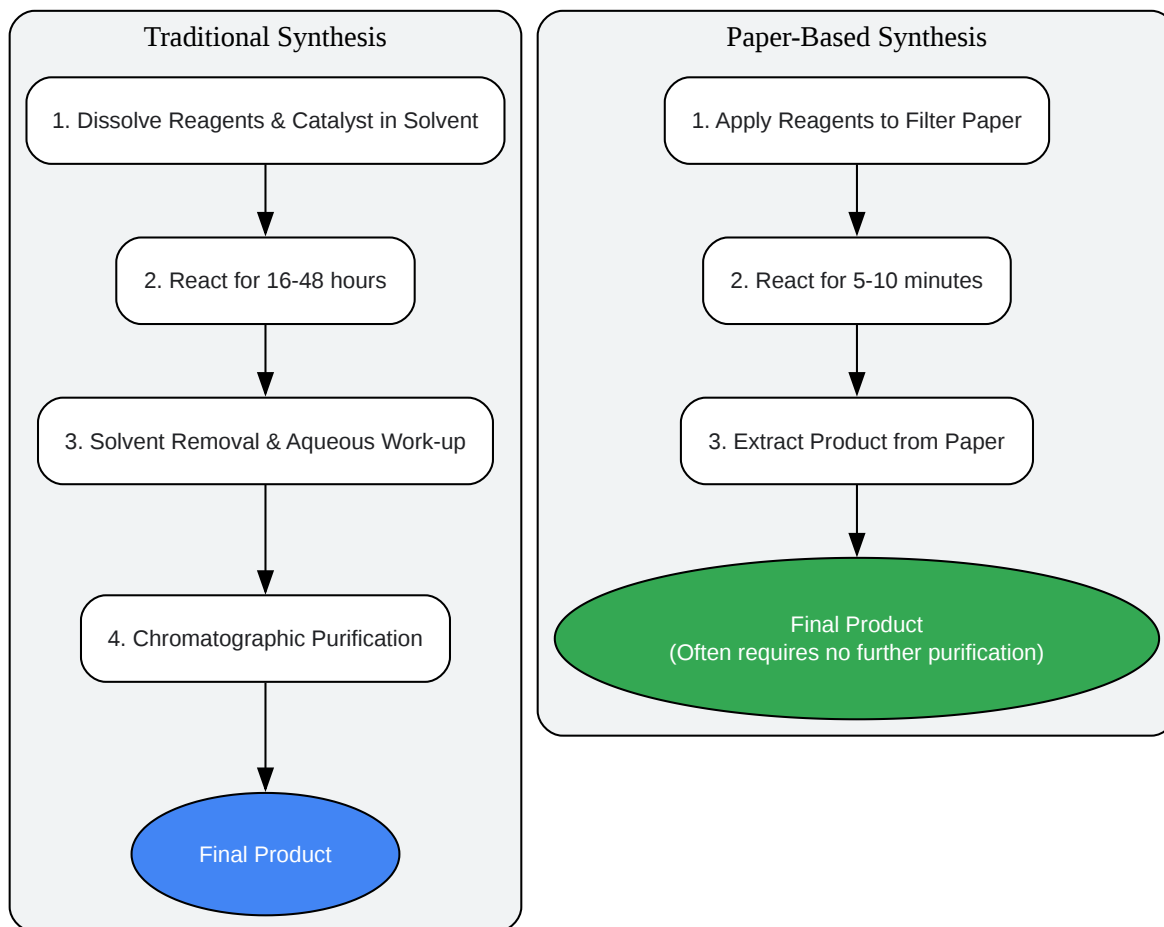 Traditional Synthesis
1. Dissolve Reagents & Catalyst in Solvent
2. React for 16-48 hours
3. Solvent Removal & Aqueous Work-up
4. Chromatographic Purification
Final Product
Paper-Based Synthesis
1. Apply Reagents to Filter Paper
2. React for 5-10 minutes
3. Extract Product from Paper
Final Product
(Often requires no further purification)